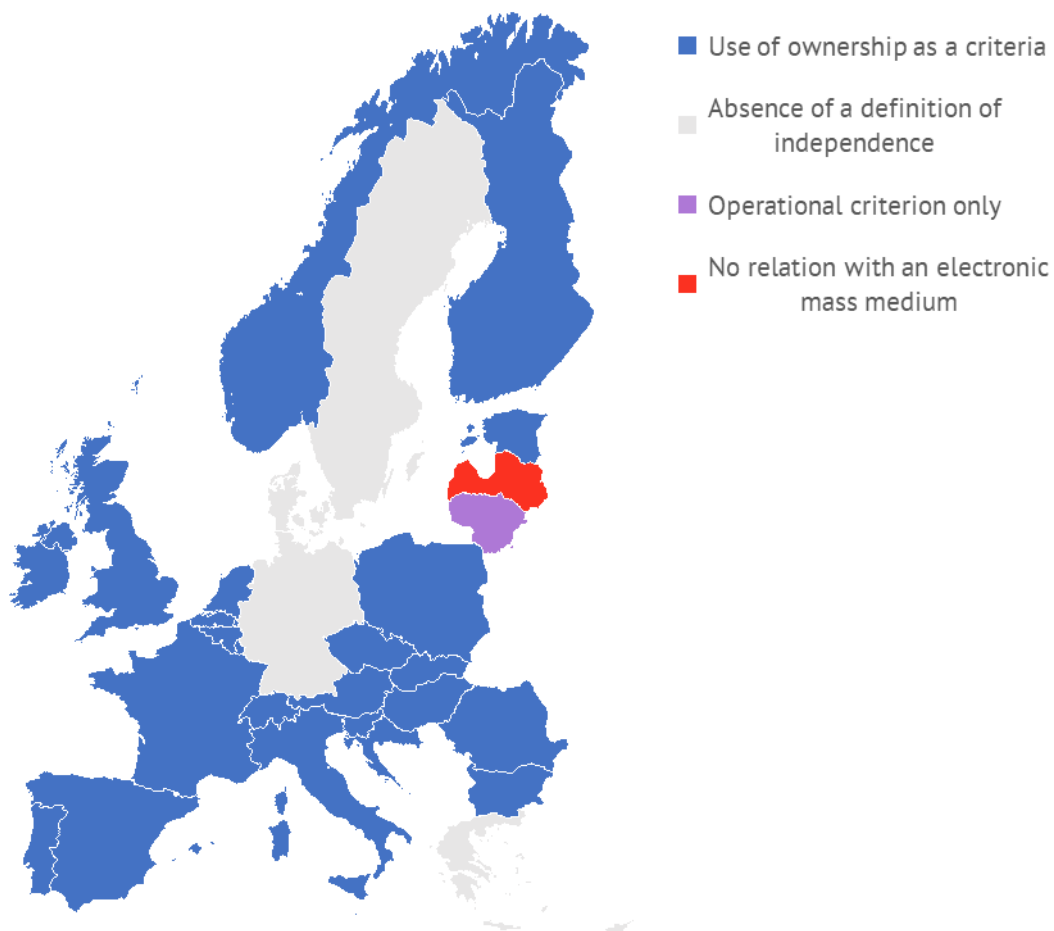 Use of ownership as a criteria
Absence of a definition of
independence
Operational criterion only
No relation with an electronic
mass medium